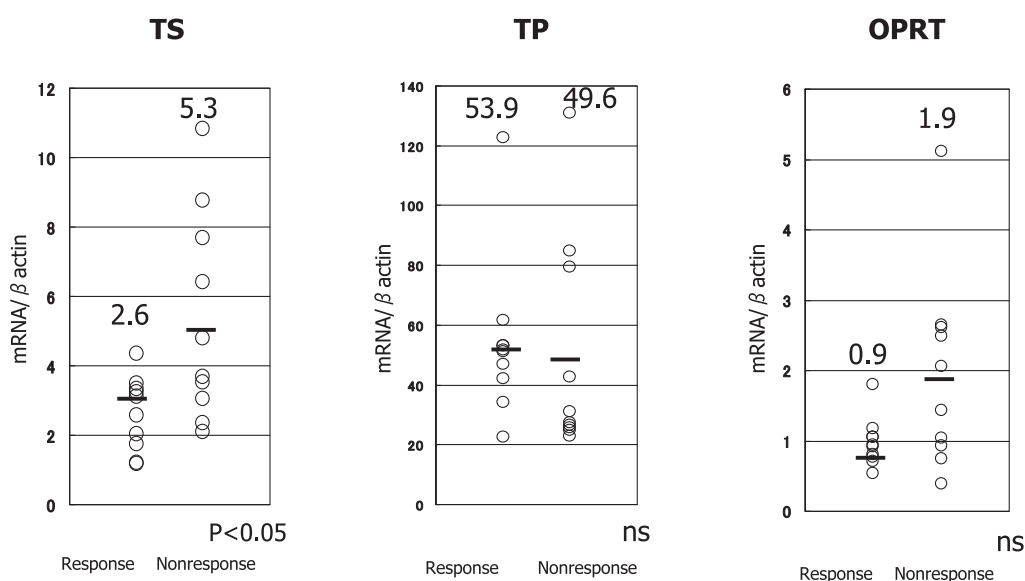 TS
12
10
8
6
4
2
0
mRNA/ β actin
5.3
2.6
P<0.05
Response Nonresponse
TP
140
120
100
80
60
40
20
0
mRNA/ β actin
53.9
49.6
ns
Response Nonresponse
OPRT
6
5
4
3
2
1
0
mRNA/ β actin
1.9
0.9
ns
Response Nonresponse